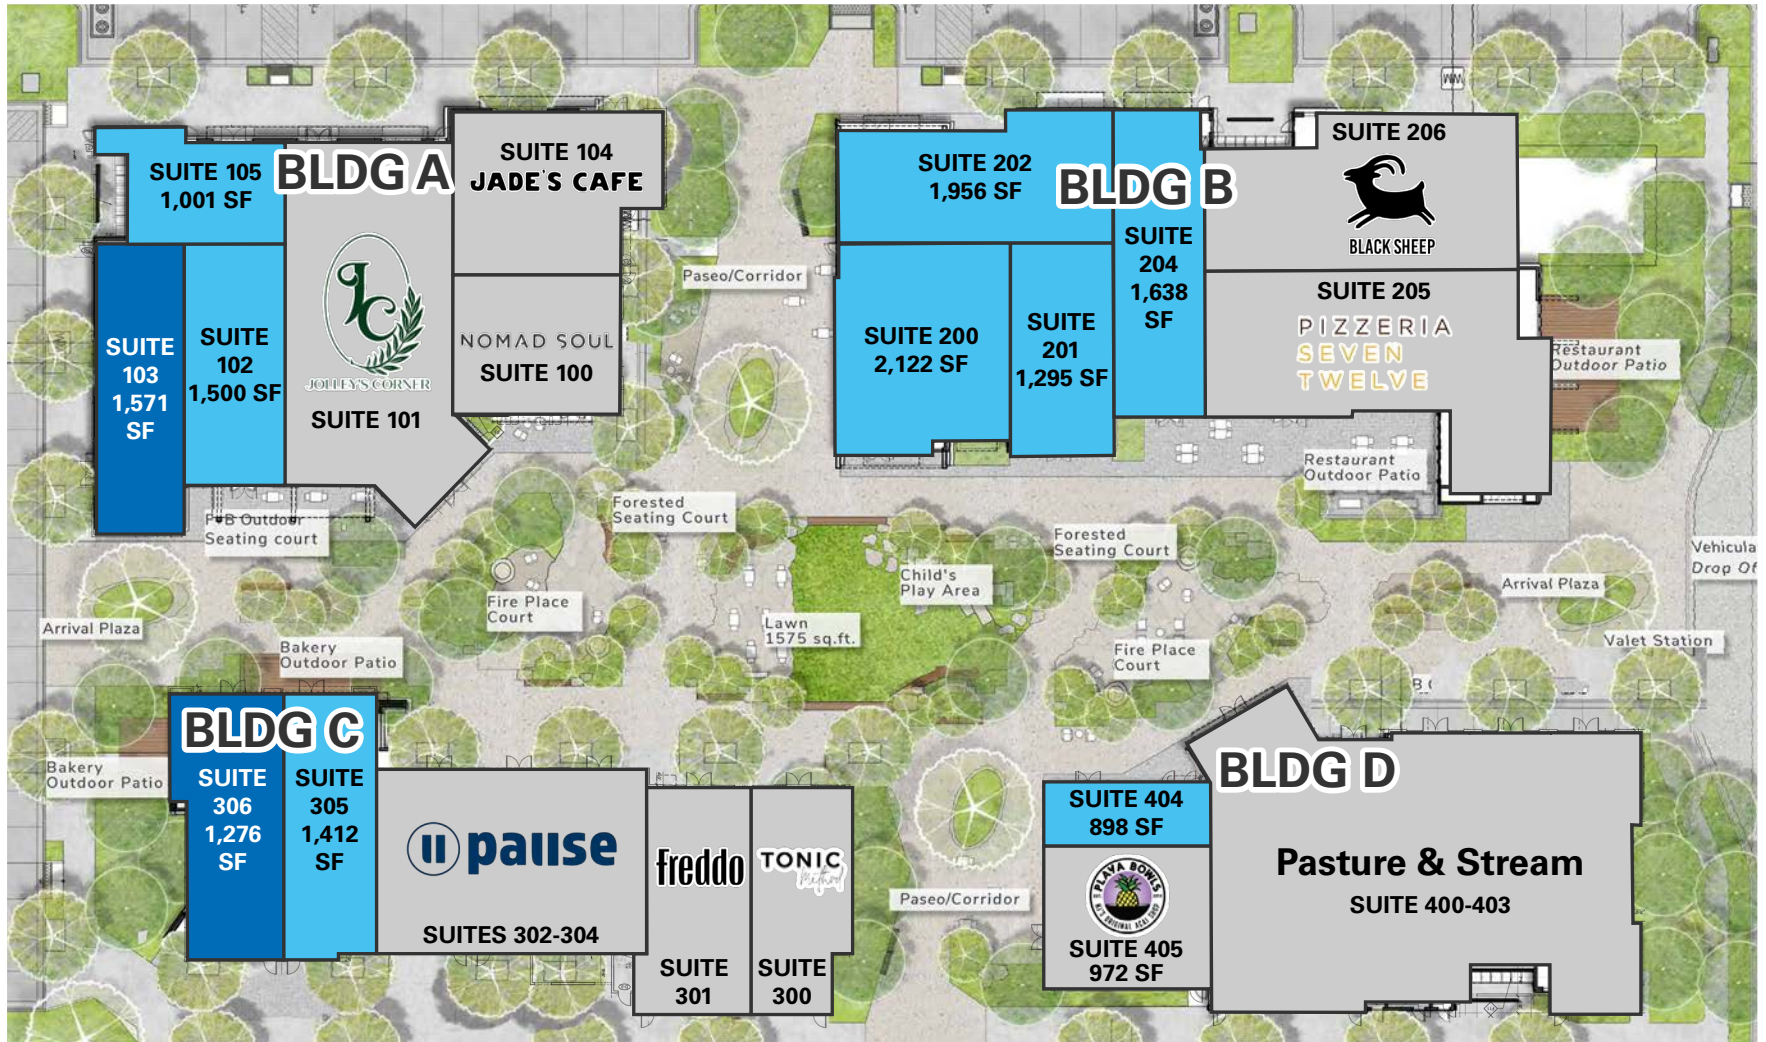 BLDG A
SUITE 105
1,001 SF
SUITE 104
JADE'S CAFE
SUITE
103
1,571
SF
SUITE
102
1,500 SF
JC
JOLLEY'S CORNER
SUITE 101
NOMAD SOUL
SUITE 100
Paseo/Corridor
BLDG B
SUITE 202
1,956 SF
SUITE
204
1,638
SF
SUITE 206
BLACK SHEEP
SUITE 200
2,122 SF
SUITE
201
1,295 SF
SUITE 205
PIZZERIA
SEVEN
TWELVE
Restaurant
Outdoor Patio
Restaurant
Outdoor Patio
F+B Outdoor
Seating court
Forested
Seating Court
Forested
Seating Court
Vehicula
Drop Of
Arrival Plaza
Fire Place
Court
Child's
Play Area
Lawn
1575 sq.ft.
Arrival Plaza
Fire Place
Court
Valet Station
Bakery
Outdoor Patio
Bakery
Outdoor Patio
BLDG C
SUITE
306
1,276
SF
SUITE
305
1,412
SF
pause
SUITES 302-304
freddo
SUITE
301
TONIC
method
SUITE
300
Paseo/Corridor
BLDG D
SUITE 404
898 SF
PLAYA BOWLS
NJ'S ORIGINAL ACAI SHOP
SUITE 405
972 SF
Pasture & Stream
SUITE 400-403